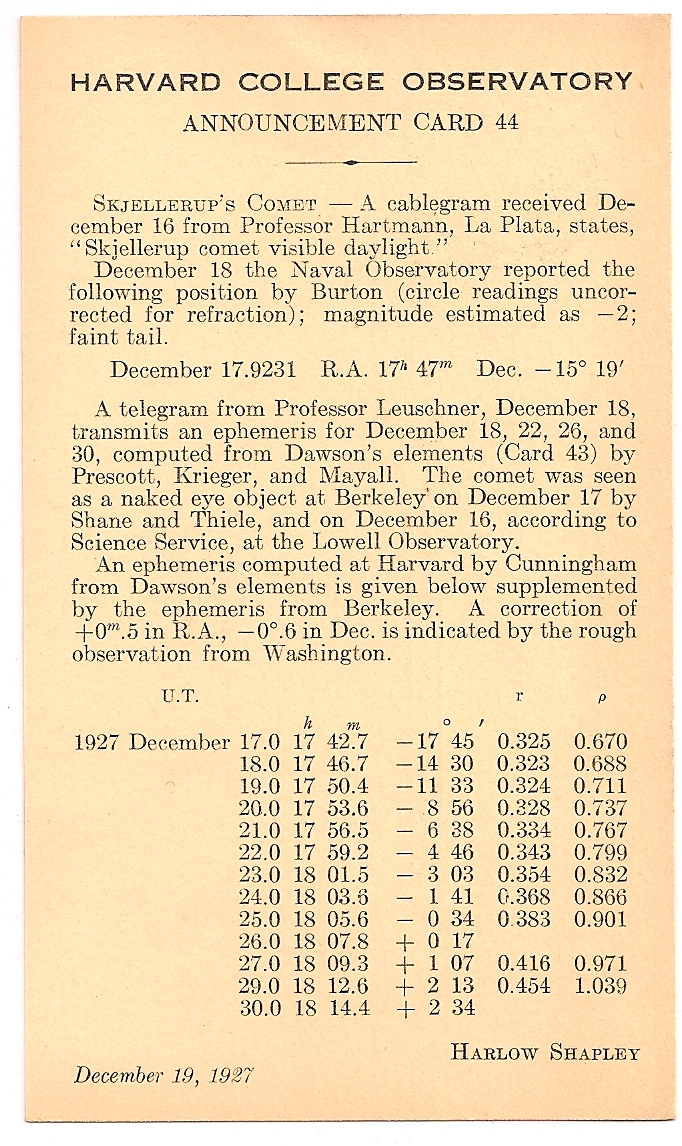 HARVARD COLLEGE OBSERVATORY
ANNOUNCEMENT CARD 44
SKJELLERUP'S COMET — A cablegram received De-
cember 16 from Professor Hartmann, La Plata, states,
"Skjellerup comet visible daylight."
December 18 the Naval Observatory reported the
following position by Burton (circle readings uncor-
rected for refraction); magnitude estimated as −2;
faint tail.
December 17.9231 R.A. 17ʰ 47ᵐ Dec. −15° 19′
A telegram from Professor Leuschner, December 18,
transmits an ephemeris for December 18, 22, 26, and
30, computed from Dawson's elements (Card 43) by
Prescott, Krieger, and Mayall. The comet was seen
as a naked eye object at Berkeley on December 17 by
Shane and Thiele, and on December 16, according to
Science Service, at the Lowell Observatory.
An ephemeris computed at Harvard by Cunningham
from Dawson's elements is given below supplemented
by the ephemeris from Berkeley. A correction of
+0ᵐ.5 in R.A., −0°.6 in Dec. is indicated by the rough
observation from Washington.
U.T. r ρ
h m ° ′
1927 December 17.0 17 42.7 −17 45 0.325 0.670
18.0 17 46.7 −14 30 0.323 0.688
19.0 17 50.4 −11 33 0.324 0.711
20.0 17 53.6 − 8 56 0.328 0.737
21.0 17 56.5 − 6 38 0.334 0.767
22.0 17 59.2 − 4 46 0.343 0.799
23.0 18 01.5 − 3 03 0.354 0.832
24.0 18 03.6 − 1 41 0.368 0.866
25.0 18 05.6 − 0 34 0.383 0.901
26.0 18 07.8 + 0 17
27.0 18 09.3 + 1 07 0.416 0.971
29.0 18 12.6 + 2 13 0.454 1.039
30.0 18 14.4 + 2 34
HARLOW SHAPLEY
December 19, 1927